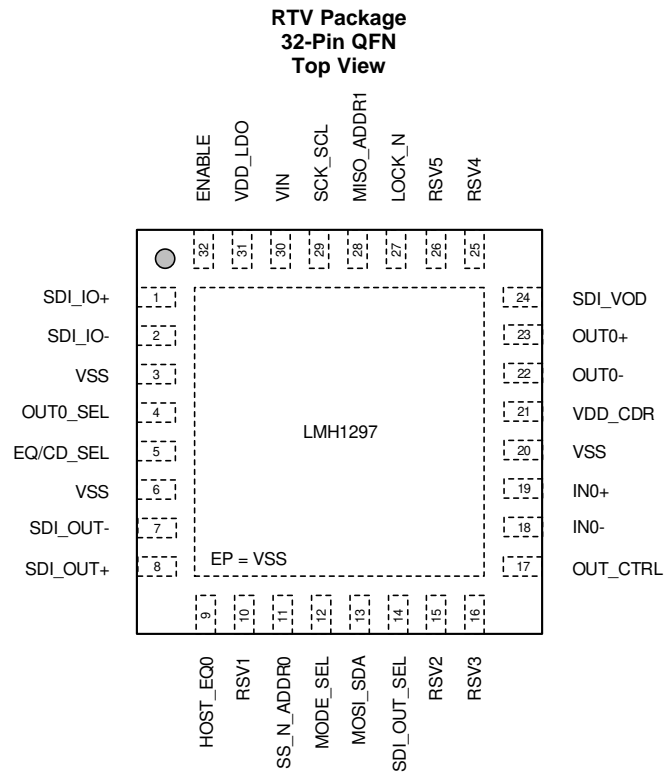 RTV Package
32-Pin QFN
Top View
ENABLE
VDD_LDO
VIN
SCK_SCL
MISO_ADDR1
LOCK_N
RSV5
RSV4
32
31
30
29
28
27
26
25
SDI_IO+ 1
SDI_IO- 2
VSS 3
OUT0_SEL 4
EQ/CD_SEL 5
VSS 6
SDI_OUT- 7
SDI_OUT+ 8
LMH1297
EP = VSS
24 SDI_VOD
23 OUT0+
22 OUT0-
21 VDD_CDR
20 VSS
19 IN0+
18 IN0-
17 OUT_CTRL
9
10
11
12
13
14
15
16
HOST_EQ0
RSV1
SS_N_ADDR0
MODE_SEL
MOSI_SDA
SDI_OUT_SEL
RSV2
RSV3